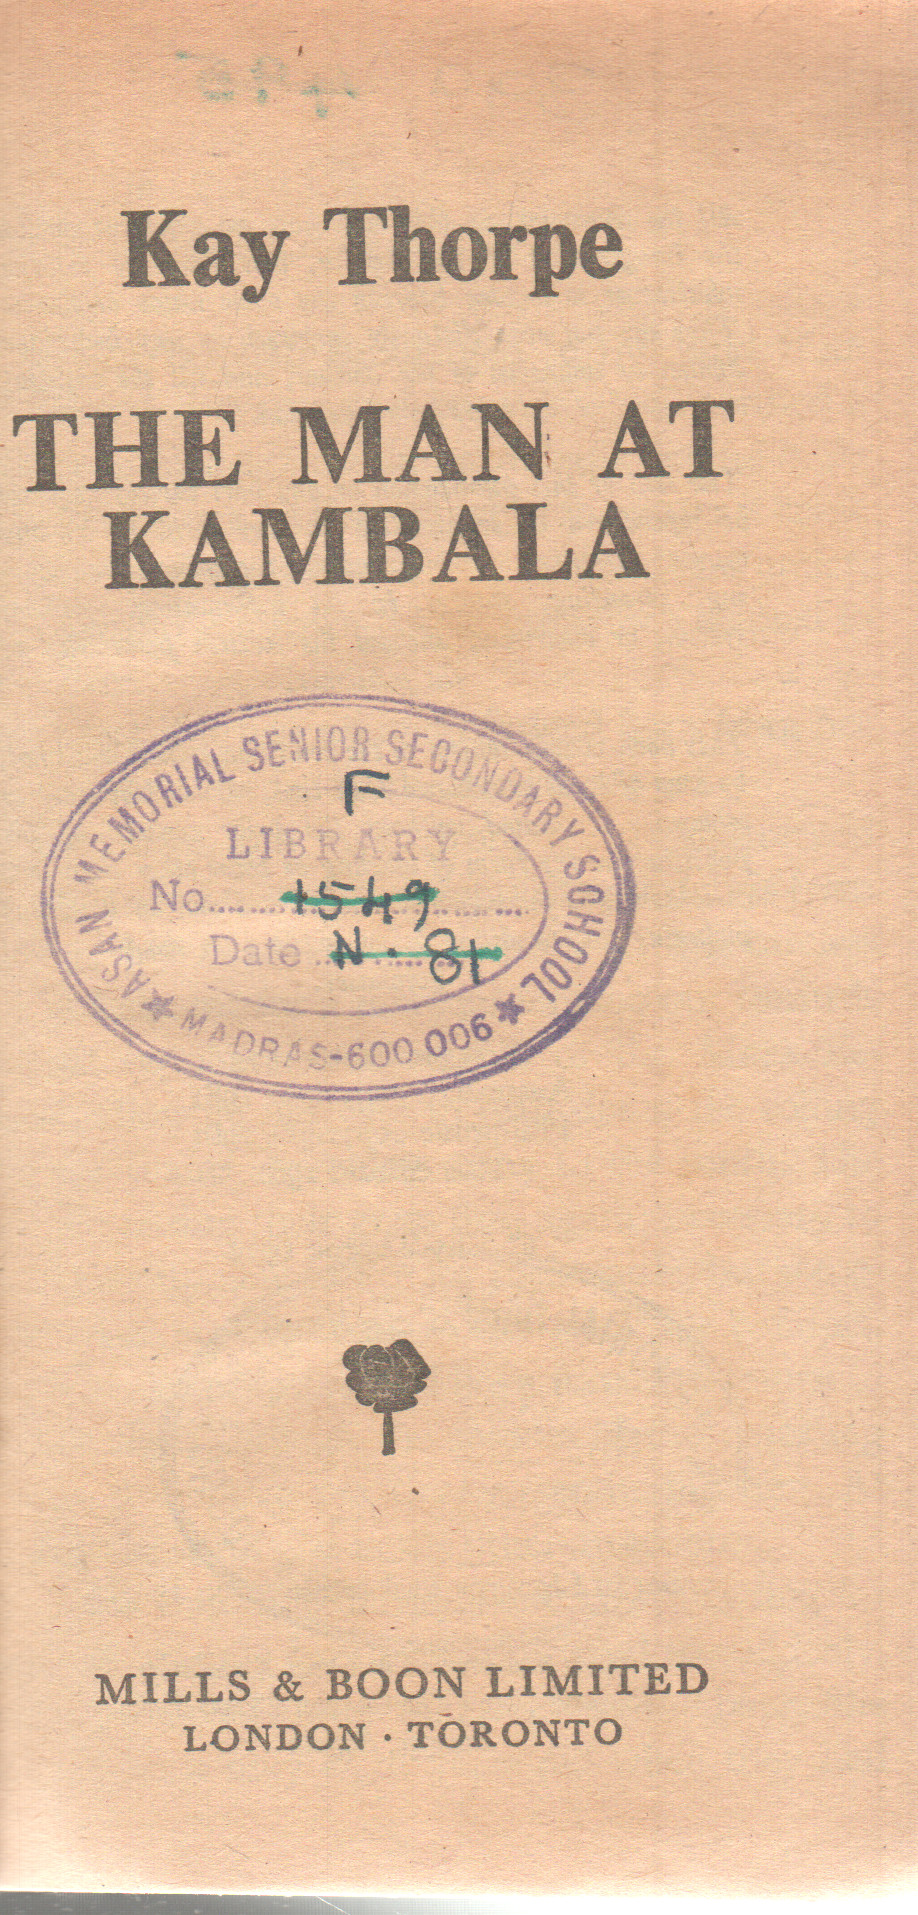 Kay Thorpe
THE MAN AT
KAMBALA
ASAN MEMORIAL SENIOR SECONDARY SCHOOL
F
LIBRARY
No. 1549
Date N. 81
★ MADRAS-600 006 ★
MILLS & BOON LIMITED
LONDON · TORONTO